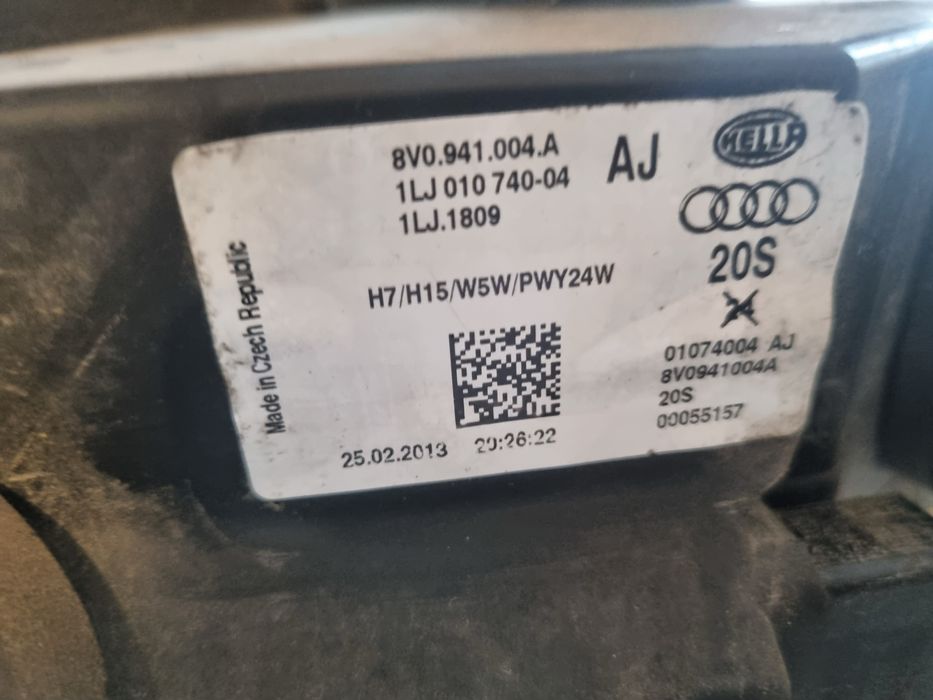 8V0.941.004.A
1LJ 010 740-04
1LJ.1809
AJ
HELLA
20S
H7/H15/W5W/PWY24W
Made in Czech Republic
01074004 AJ
8V0941004A
20S
00055157
25.02.2013 20:26:22